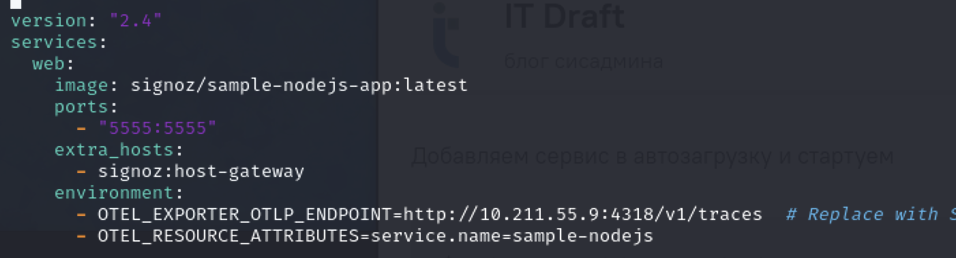 IT Draft
блог сисадмина
Добавляем сервис в автозагрузку и стартуем
version: "2.4"
services:
  web:
    image: signoz/sample-nodejs-app:latest
    ports:
      - "5555:5555"
    extra_hosts:
      - signoz:host-gateway
    environment:
      - OTEL_EXPORTER_OTLP_ENDPOINT=http://10.211.55.9:4318/v1/traces  # Replace with S
      - OTEL_RESOURCE_ATTRIBUTES=service.name=sample-nodejs